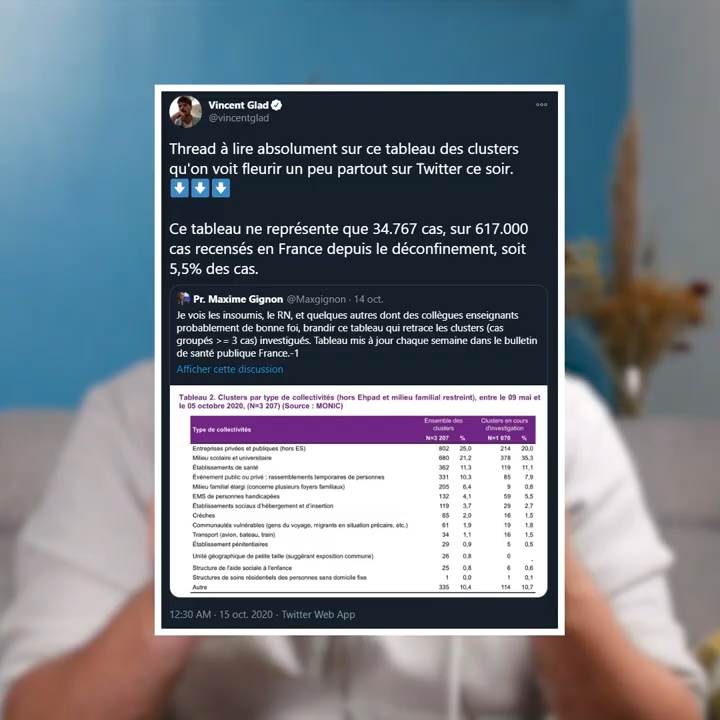 Vincent Glad
@vincentglad
Thread à lire absolument sur ce tableau des clusters
qu'on voit fleurir un peu partout sur Twitter ce soir.
Ce tableau ne représente que 34.767 cas, sur 617.000
cas recensés en France depuis le déconfinement, soit
5,5% des cas.
Pr. Maxime Gignon @Maxgignon · 14 oct.
Je vois les insoumis, le RN, et quelques autres dont des collègues enseignants
probablement de bonne foi, brandir ce tableau qui retrace les clusters (cas
groupés >= 3 cas) investigués. Tableau mis à jour chaque semaine dans le bulletin
de santé publique France.-1
Afficher cette discussion
Tableau 2. Clusters par type de collectivités (hors Ehpad et milieu familial restreint), entre le 09 mai et
le 05 octobre 2020, (N=3 207) (Source : MONIC)
Type de collectivités Ensemble des clusters Clusters en cours d'investigation
N=3 207 % N=1 070 %
Entreprises privées et publiques (hors ES) 802 25,0 214 20,0
Milieu scolaire et universitaire 680 21,2 378 35,3
Établissements de santé 362 11,3 119 11,1
Évènement public ou privé : rassemblements temporaires de personnes 331 10,3 85 7,9
Milieu familial élargi (concerne plusieurs foyers familiaux) 205 6,4 9 0,8
EMS de personnes handicapées 132 4,1 59 5,5
Établissements sociaux d'hébergement et d'insertion 119 3,7 29 2,7
Crèches 65 2,0 16 1,5
Communautés vulnérables (gens du voyage, migrants en situation précaire, etc.) 61 1,9 19 1,8
Transport (avion, bateau, train) 34 1,1 16 1,5
Établissement pénitentiaires 29 0,9 5 0,5
Unité géographique de petite taille (suggérant exposition commune) 26 0,8 0 -
Structure de l'aide sociale à l'enfance 25 0,8 6 0,6
Structures de soins résidentiels des personnes sans domicile fixe 1 0,0 1 0,1
Autre 335 10,4 114 10,7
12:30 AM · 15 oct. 2020 · Twitter Web App